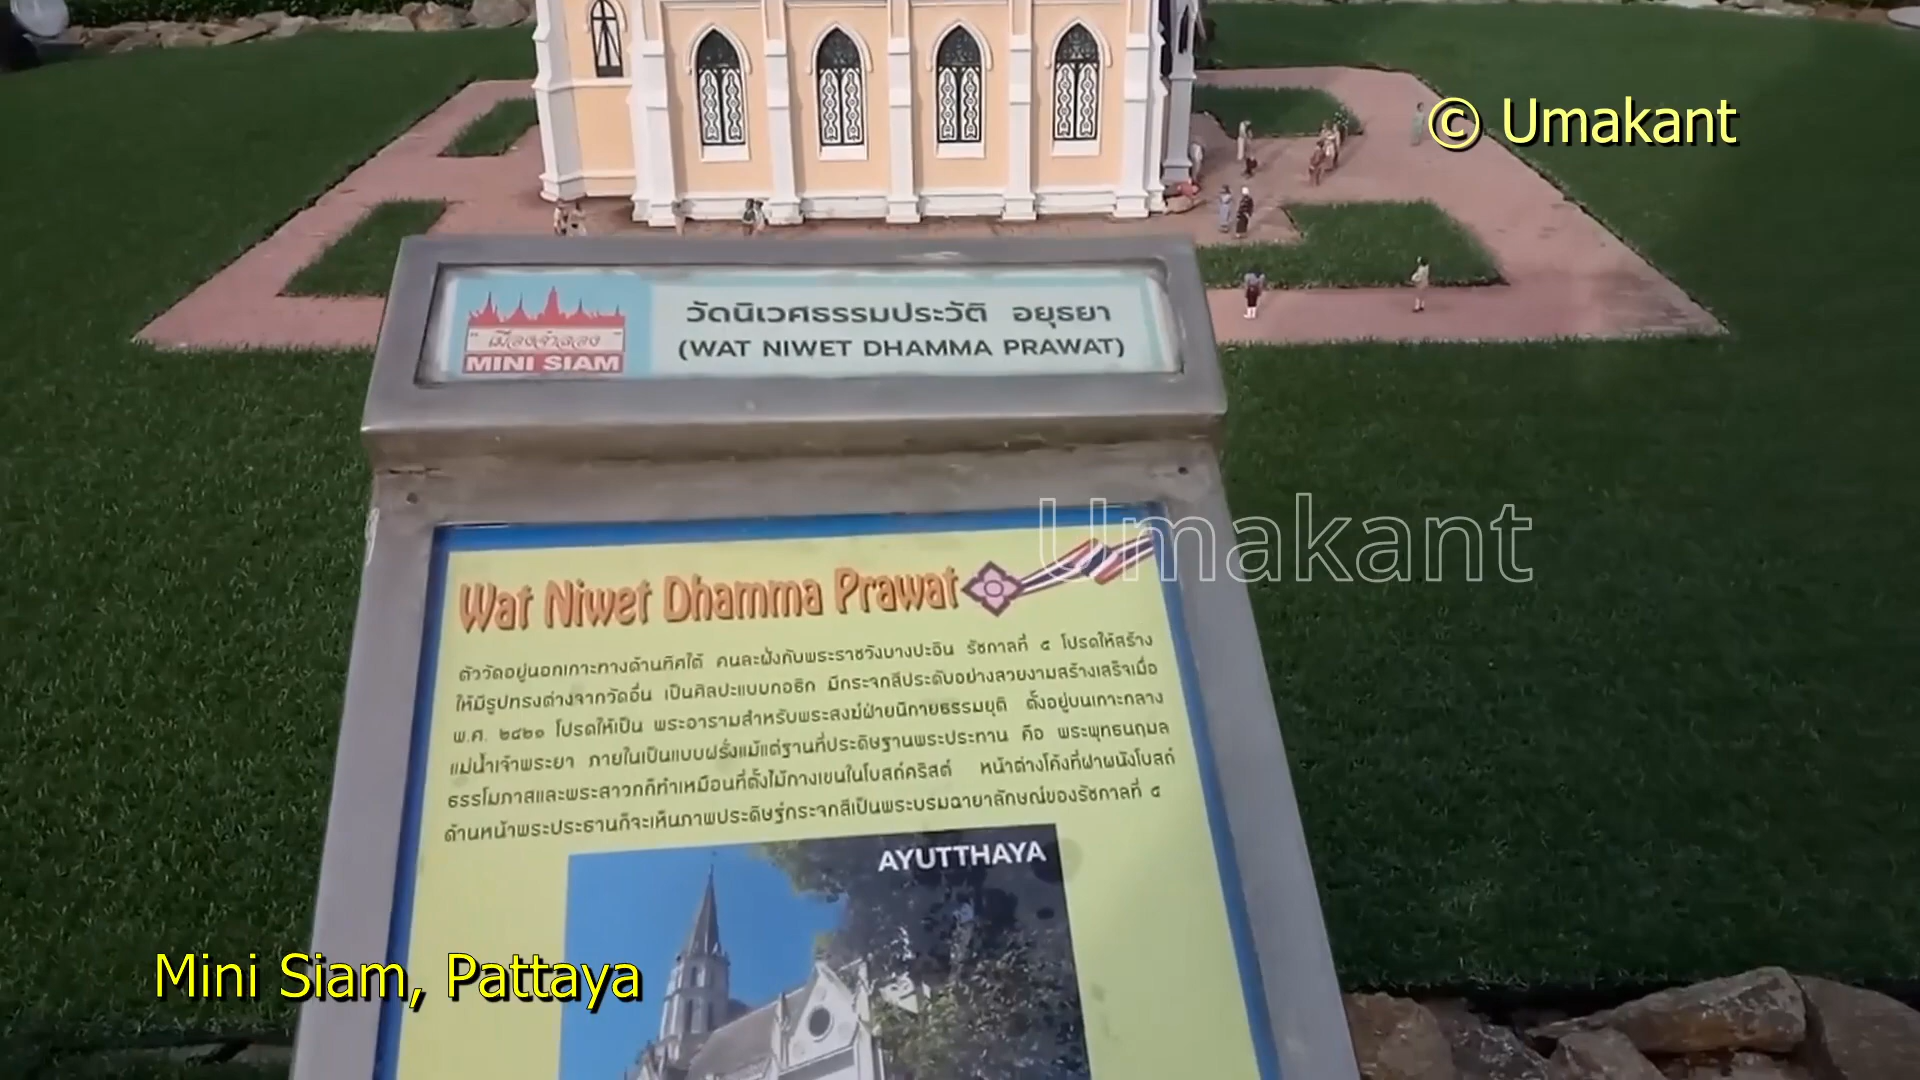 © Umakant
วัดนิเวศธรรมประวัติ อยุธยา
(WAT NIWET DHAMMA PRAWAT)
" เมืองจำลอง "
MINI SIAM
Umakant
Wat Niwet Dhamma Prawat
ตัววัดอยู่นอกเกาะทางด้านทิศใต้ คนละฝั่งกับพระราชวังบางปะอิน รัชกาลที่ ๕ โปรดให้สร้าง
ให้มีรูปทรงต่างจากวัดอื่น เป็นศิลปะแบบกอธิก มีกระจกสีประดับอย่างสวยงามสร้างเสร็จเมื่อ
พ.ศ. ๒๔๒๑ โปรดให้เป็น พระอารามสำหรับพระสงฆ์ฝ่ายนิกายธรรมยุติ ตั้งอยู่บนเกาะกลาง
แม่น้ำเจ้าพระยา ภายในเป็นแบบฝรั่งแม้แต่ฐานที่ประดิษฐานพระประทาน คือ พระพุทธนฤมล
ธรรโมภาสและพระสาวกก็ทำเหมือนที่ตั้งไม้กางเขนในโบสถ์คริสต์ หน้าต่างโค้งที่ฝาผนังโบสถ์
ด้านหน้าพระประธานก็จะเห็นภาพประดิษฐ์กระจกสีเป็นพระบรมฉายาลักษณ์ของรัชกาลที่ ๕
AYUTTHAYA
Mini Siam, Pattaya